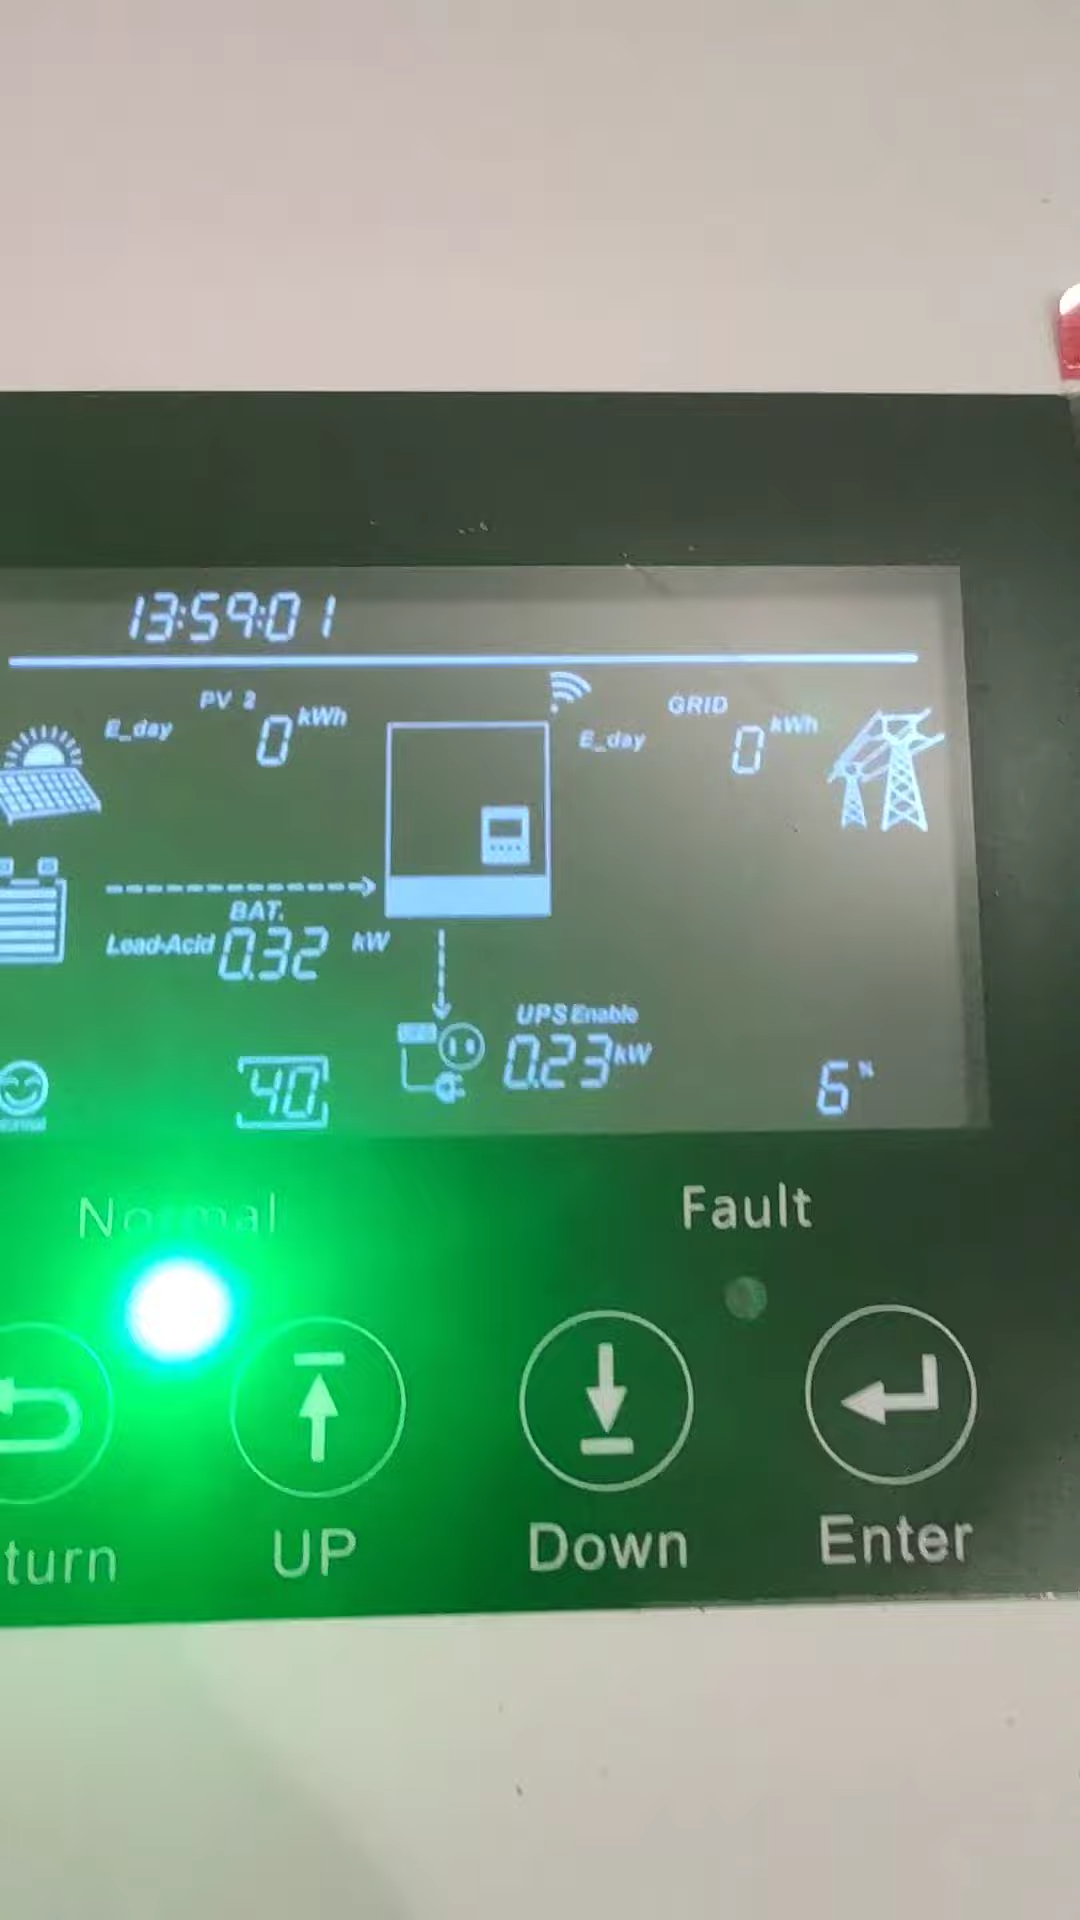 13:59:01
PV 2
E_day 0 kWh
GRID
E_day 0 kWh
BAT.
Lead-Acid 0.32 kW
UPS Enable
0.23 kW
Normal
40
6 %
Normal
Fault
turn
UP
Down
Enter